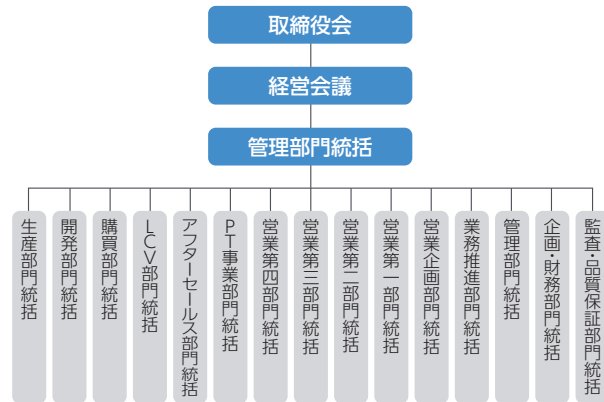 取締役会
経営会議
管理部門統括
生産部門統括
開発部門統括
購買部門統括
LCV部門統括
アフターセールス部門統括
PT事業部門統括
営業第四部門統括
営業第三部門統括
営業第二部門統括
営業第一部門統括
営業企画部門統括
業務推進部門統括
管理部門統括
企画・財務部門統括
監査・品質保証部門統括